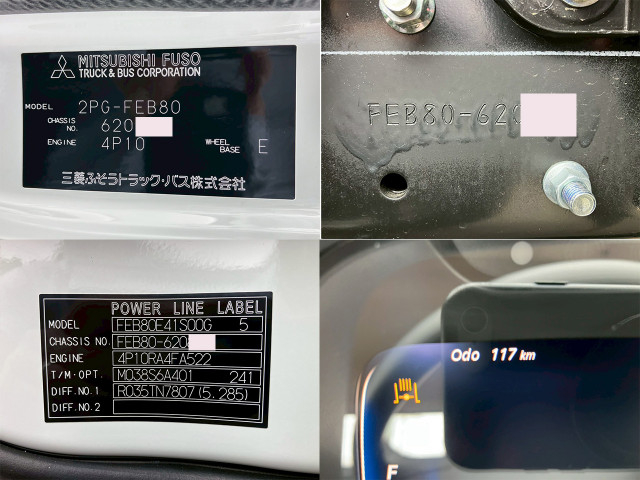 MITSUBISHI FUSO
TRUCK & BUS CORPORATION
MODEL 2PG-FEB80
CHASSIS NO. 620
ENGINE 4P10 WHEEL BASE E
三菱ふそうトラック・バス株式会社
FEB80-620
POWER LINE LABEL
MODEL FEB80E41S00G 5
CHASSIS NO. FEB80-620
ENGINE 4P10RA4FA522
T/M·OPT. M038S6A401 241
DIFF.NO.1 R035TN7807(5.285)
DIFF.NO.2
Odo 117 km
F